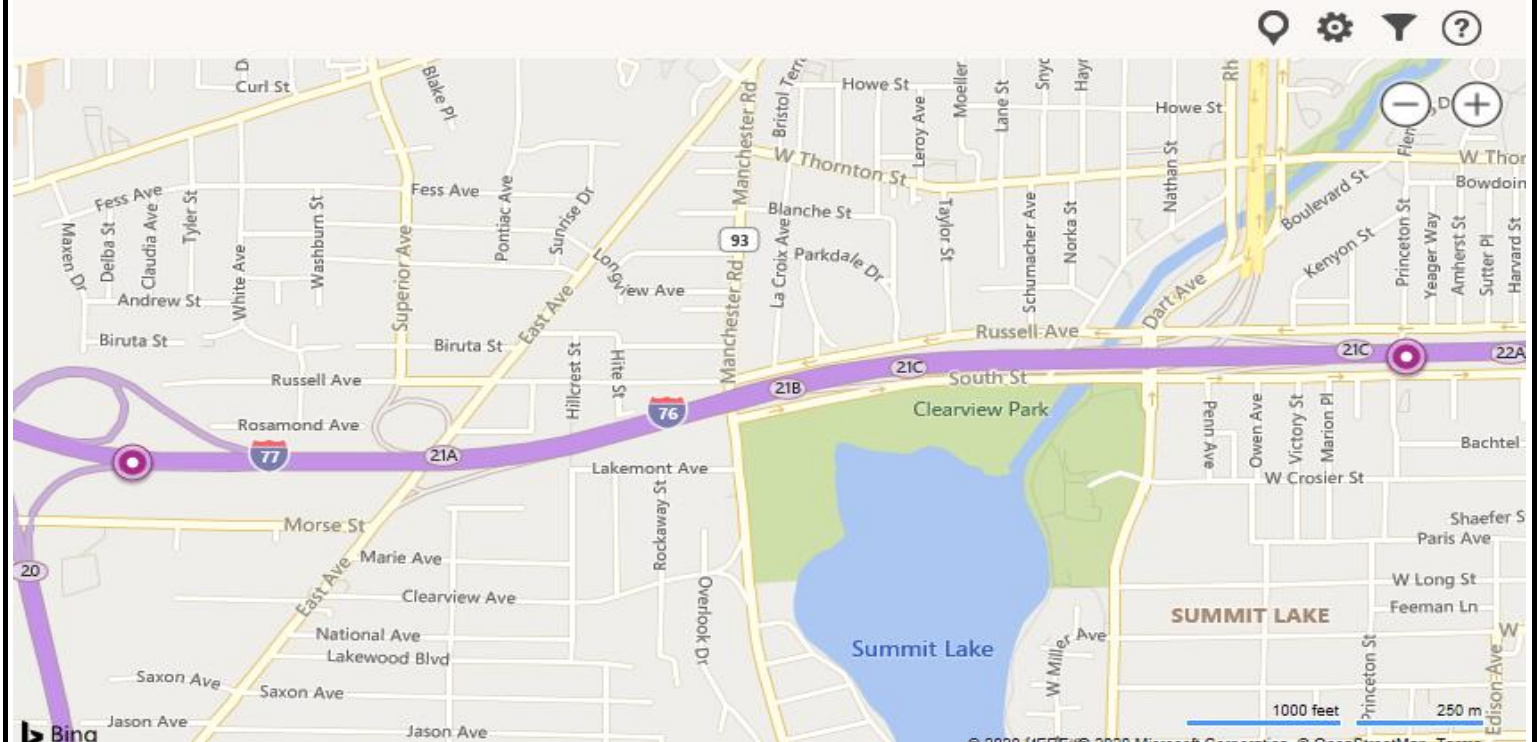 Curl St
Blake Pl
Manchester Rd
Bristol Terr
Howe St
Leroy Ave
Moeller
Lane St
Snyc
Hayr
Howe St
Rh
W Thornton St
Nathan St
W Thor
Bowdoin
Fess Ave
Fess Ave
Maxen Dr
Delba St
Claudia Ave
Tyler St
White Ave
Washburn St
Superior Ave
Pontiac Ave
Sunrise Dr
Longview Ave
93
Blanche St
La Croix Ave
Parkdale Dr
Taylor St
Schumacher Ave
Norka St
Boulevard St
Kenyon St
Princeton St
Yeager Way
Amherst St
Sutter Pl
Harvard St
Andrew St
Biruta St
Biruta St
East Ave
Manchester Rd
Dart Ave
Russell Ave
Russell Ave
Hillcrest St
Hite St
21B
21C
21C
22A
South St
Clearview Park
76
Rosamond Ave
77
21A
Lakemont Ave
Penn Ave
Owen Ave
Victory St
Marion Pl
Bachtel
W Crosier St
Morse St
Rockaway St
Shaefer S
Paris Ave
20
Marie Ave
East Ave
Clearview Ave
Overlook Dr
W Long St
Feeman Ln
SUMMIT LAKE
National Ave
Lakewood Blvd
Summit Lake
W Miller Ave
Princeton St
W
Edison Ave
Saxon Ave
Saxon Ave
Jason Ave
Jason Ave
1000 feet
250 m
Bing